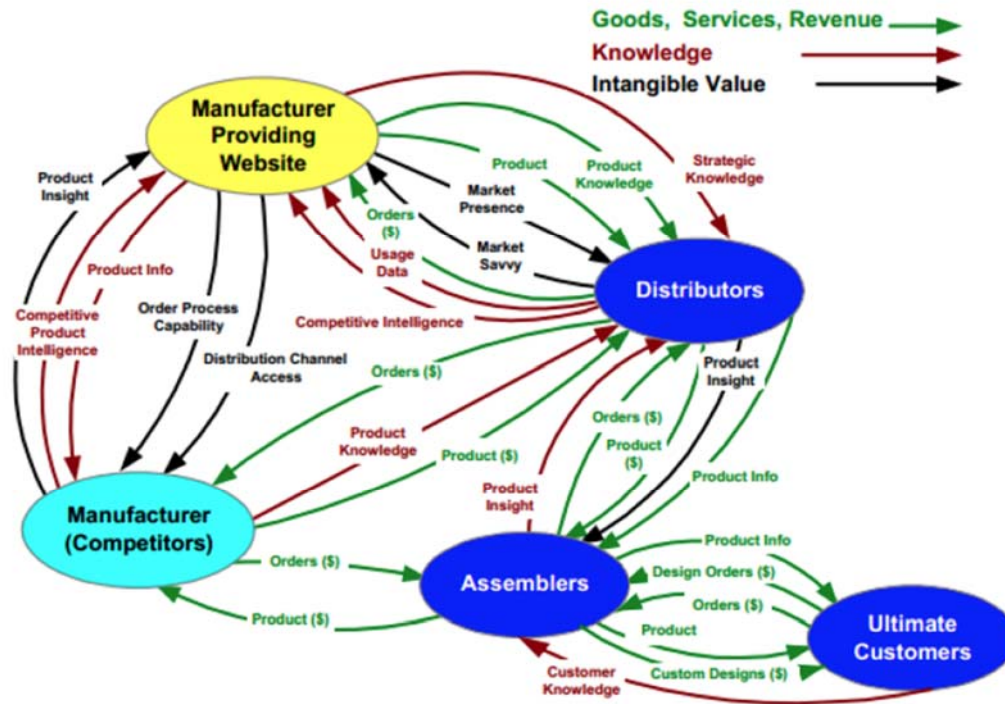 Goods, Services, Revenue
Knowledge
Intangible Value
Manufacturer
Providing
Website
Product
Insight
Product
Product
Knowledge
Strategic
Knowledge
Market
Presence
Orders
($)
Market
Savvy
Usage
Data
Product Info
Competitive
Product
Intelligence
Order Process
Capability
Competitive Intelligence
Distributors
Distribution Channel
Access
Orders ($)
Product
Insight
Product
Knowledge
Product ($)
Orders ($)
Product
($)
Product
Insight
Product Info
Manufacturer
(Competitors)
Orders ($)
Product ($)
Assemblers
Product Info
Design Orders ($)
Orders ($)
Product
Custom Designs ($)
Customer
Knowledge
Ultimate
Customers